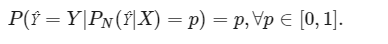 P(Ŷ = Y|P_N(Ŷ|X) = p) = p, ∀p ∈ [0, 1].